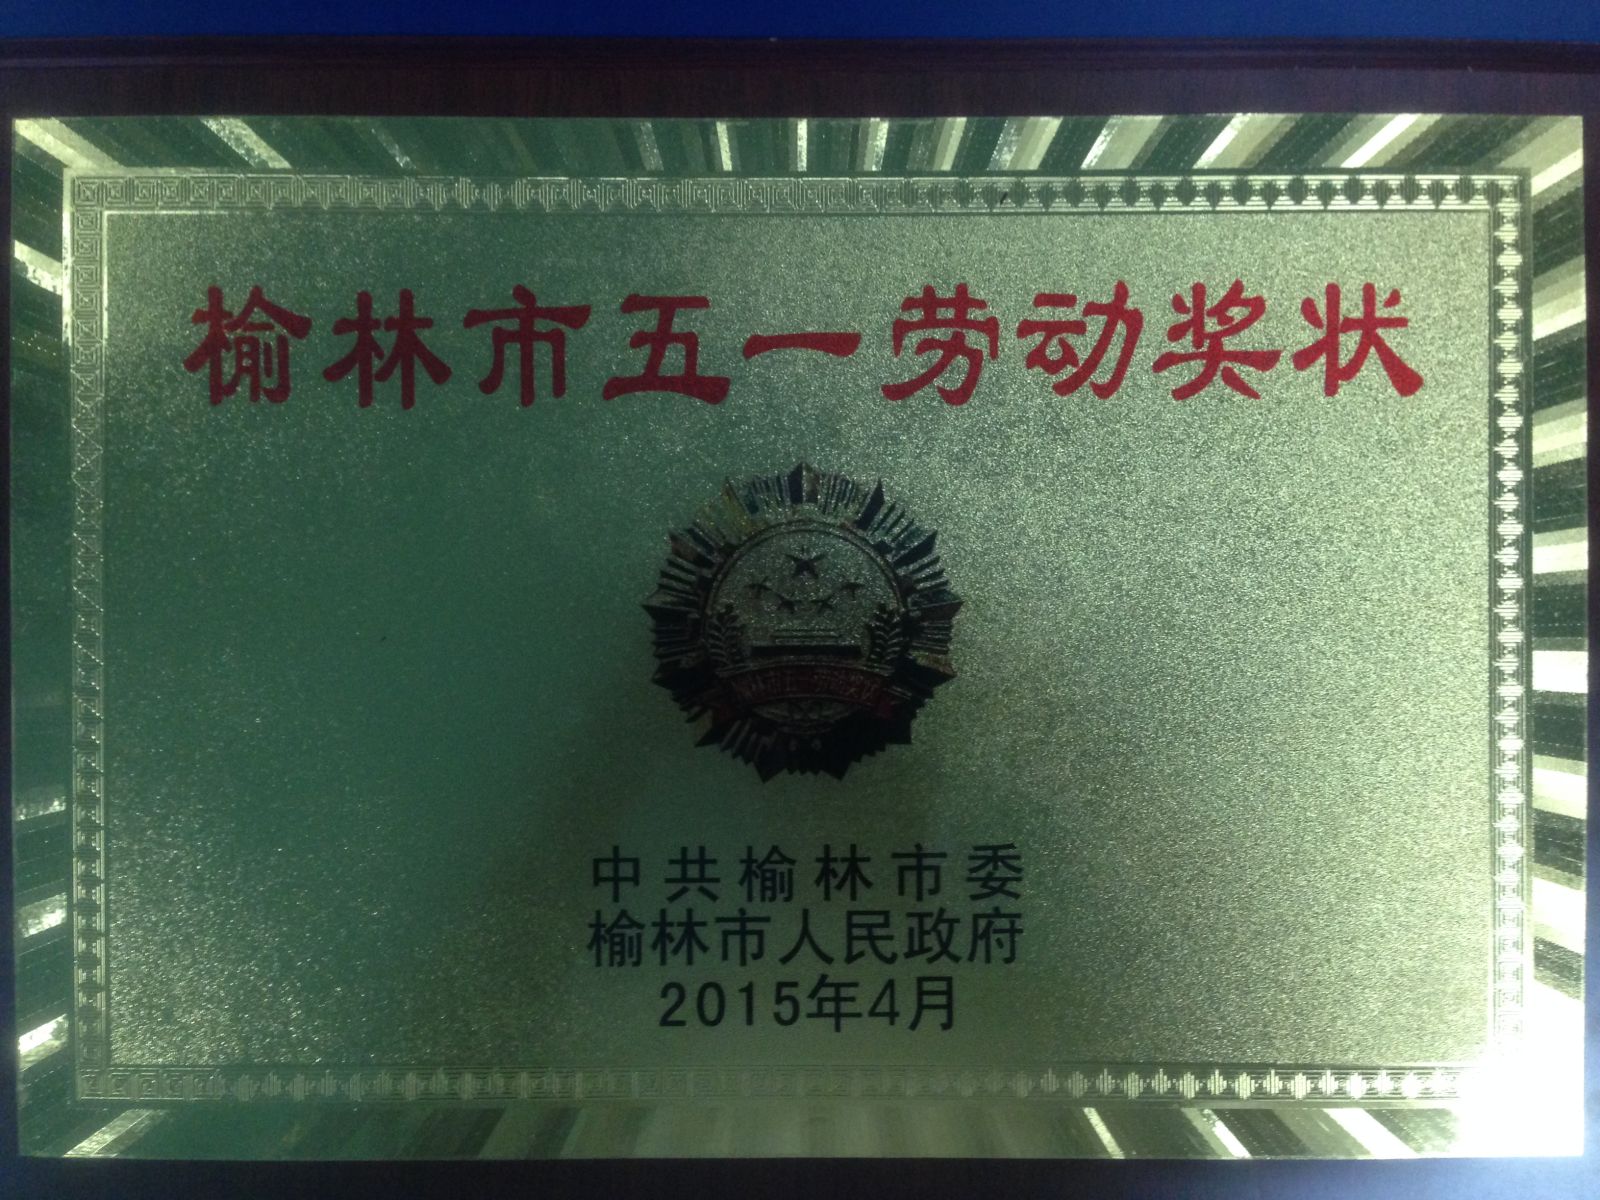 榆林市五一劳动奖状
中共榆林市委
榆林市人民政府
2015年4月